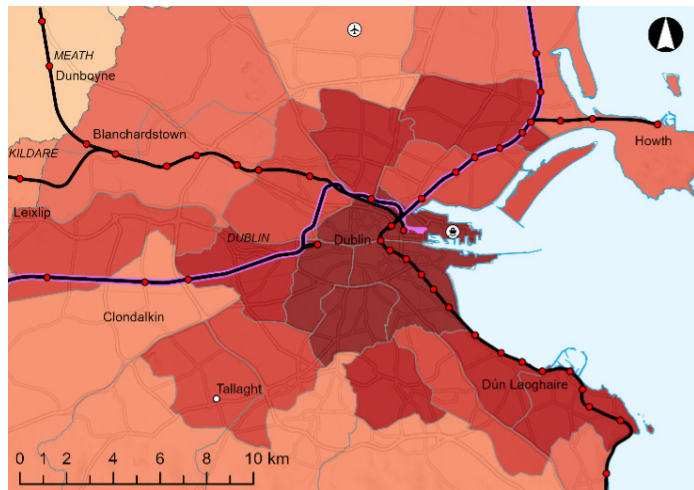 MEATH
Dunboyne
Blanchardstown
KILDARE
Howth
Leixlip
DUBLIN
Dublin
Clondalkin
Dún Laoghaire
Tallaght
0 1 2 4 6 8 10 km